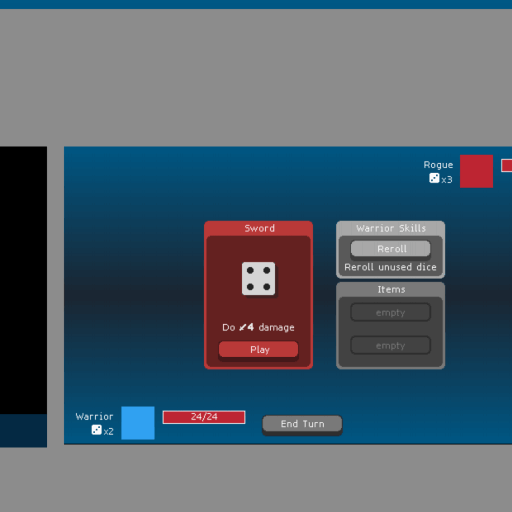 Rogue
x3
Sword
Do 4 damage
Play
Warrior Skills
Reroll
Reroll unused dice
Items
empty
empty
Warrior
x2
24/24
End Turn